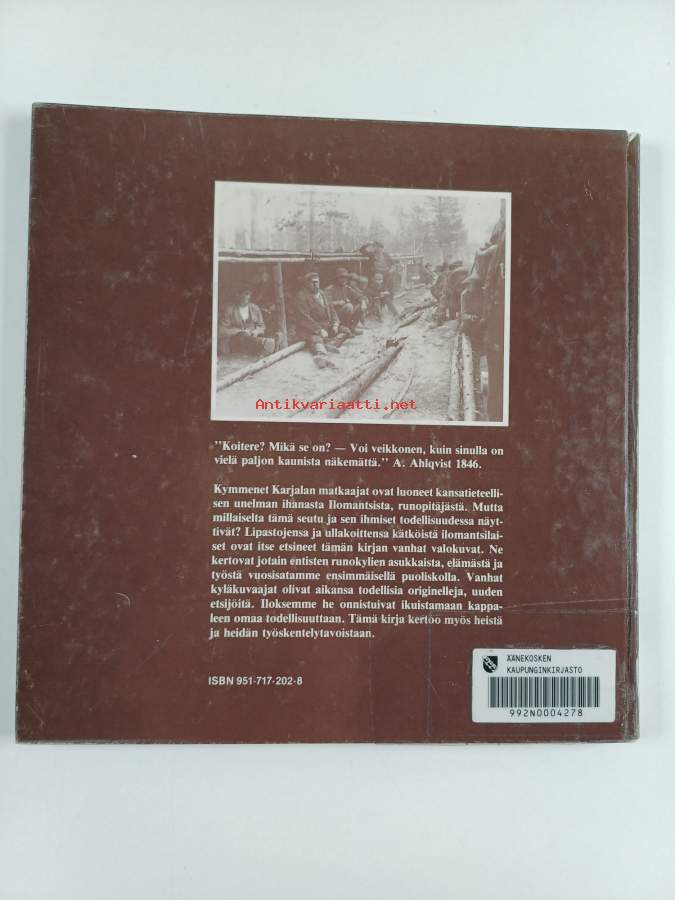 Antikvariaatti.net
"Koitere? Mikä se on? — Voi veikkonen, kuin sinulla on
vielä paljon kaunista näkemättä." A. Ahlqvist 1846.
Kymmenet Karjalan matkaajat ovat luoneet kansatieteelli-
sen unelman ihanasta Ilomantsista, runopitäjästä. Mutta
millaiselta tämä seutu ja sen ihmiset todellisuudessa näyt-
tivät? Lipastojensa ja ullakoittensa kätköistä ilomantsilai-
set ovat itse etsineet tämän kirjan vanhat valokuvat. Ne
kertovat jotain entisten runokylien asukkaista, elämästä ja
työstä vuosisatamme ensimmäisellä puoliskolla. Vanhat
kyläkuvaajat olivat aikansa todellisia originelleja, uuden
etsijöitä. Iloksemme he onnistuivat ikuistamaan kappa-
leen omaa todellisuuttaan. Tämä kirja kertoo myös heistä
ja heidän työskentelytavoistaan.
ISBN 951-717-202-8
ÄÄNEKOSKEN
KAUPUNGINKIRJASTO
992N0004278